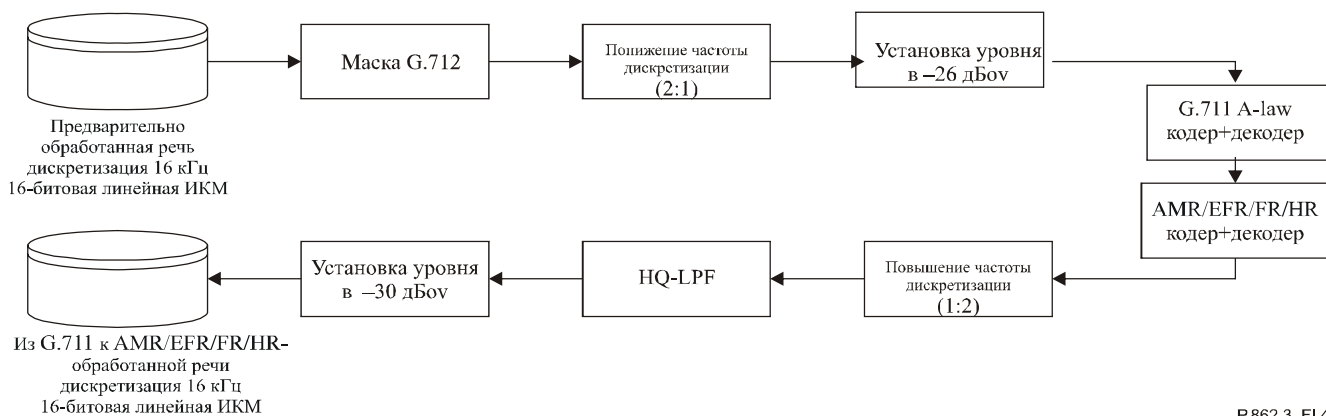 Предварительно
обработанная речь
дискретизация 16 кГц
16-битовая линейная ИКМ
Маска G.712
Понижение частоты
дискретизации
(2:1)
Установка уровня
в –26 дБov
G.711 A-law
кодер+декодер
AMR/EFR/FR/HR
кодер+декодер
Повышение частоты
дискретизации
(1:2)
HQ-LPF
Установка уровня
в –30 дБov
Из G.711 к AMR/EFR/FR/HR-
обработанной речи
дискретизация 16 кГц
16-битовая линейная ИКМ